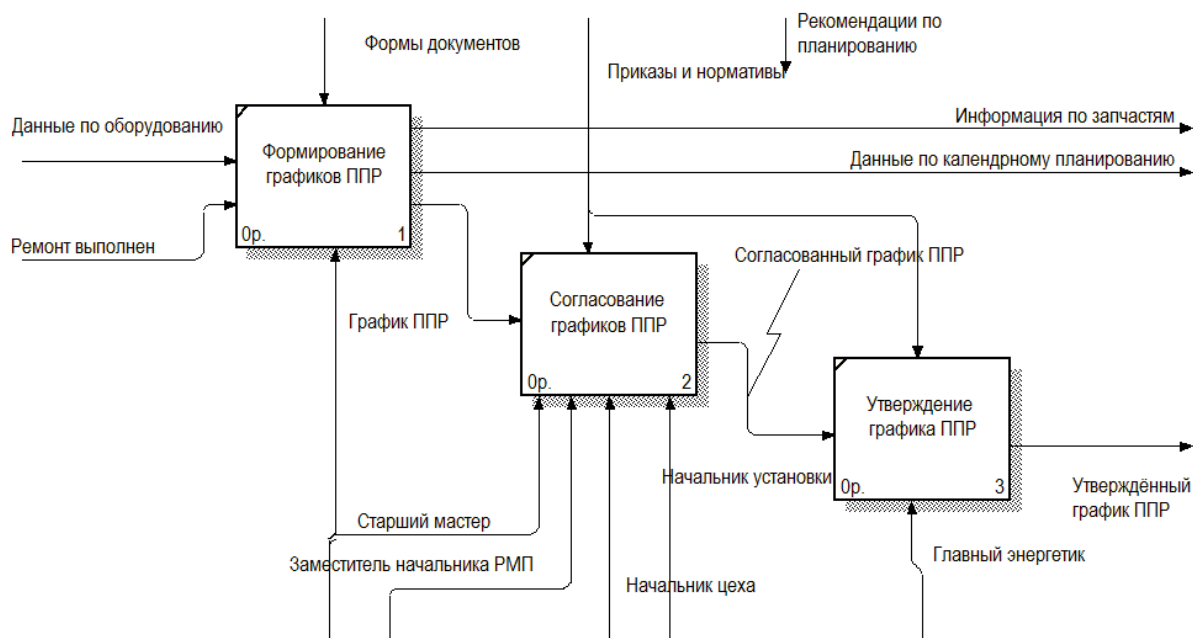 Рекомендации по
планированию
Формы документов
Приказы и нормативы
Данные по оборудованию
Информация по запчастям
Формирование
графиков ППР
Данные по календрному планированию
0р.
1
Ремонт выполнен
Согласованный график ППР
График ППР
Согласование
графиков ППР
0р.
2
Утверждение
графика ППР
0р.
3
Начальник установки
Утверждённый
график ППР
Старший мастер
Заместитель начальника РМП
Начальник цеха
Главный энергетик